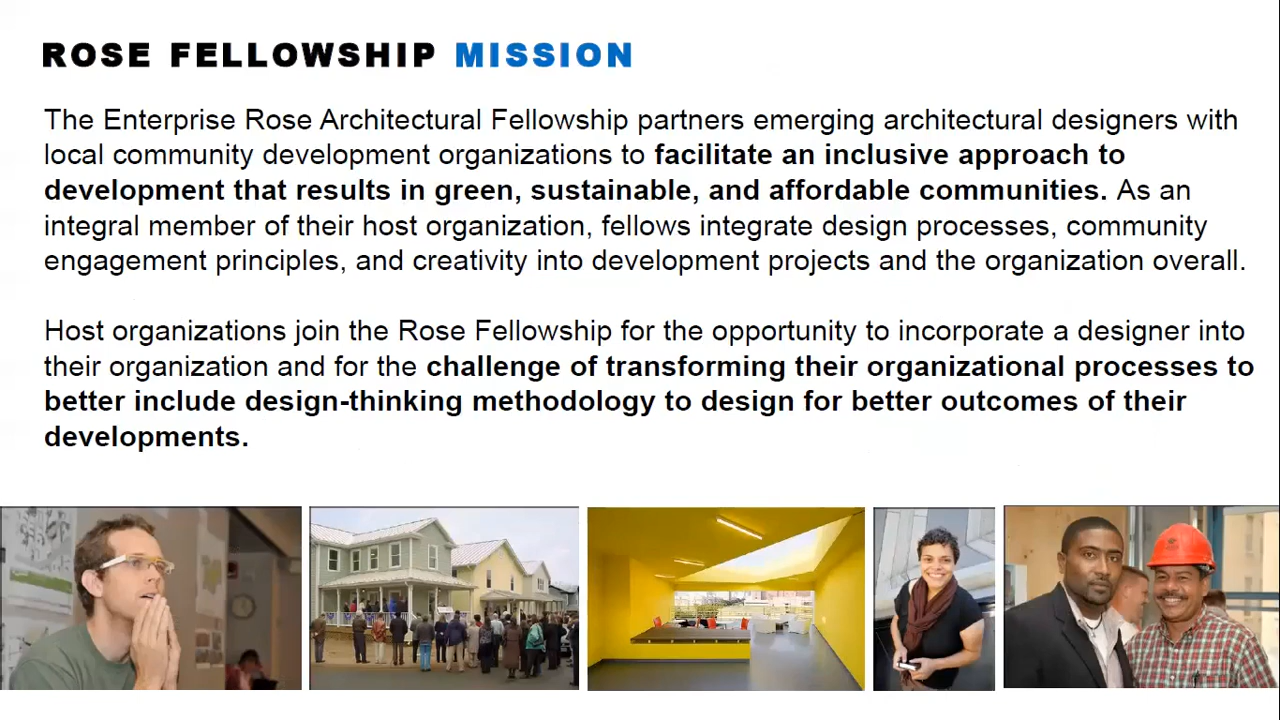 ROSE FELLOWSHIP MISSION
The Enterprise Rose Architectural Fellowship partners emerging architectural designers with
local community development organizations to facilitate an inclusive approach to
development that results in green, sustainable, and affordable communities. As an
integral member of their host organization, fellows integrate design processes, community
engagement principles, and creativity into development projects and the organization overall.
Host organizations join the Rose Fellowship for the opportunity to incorporate a designer into
their organization and for the challenge of transforming their organizational processes to
better include design-thinking methodology to design for better outcomes of their
developments.